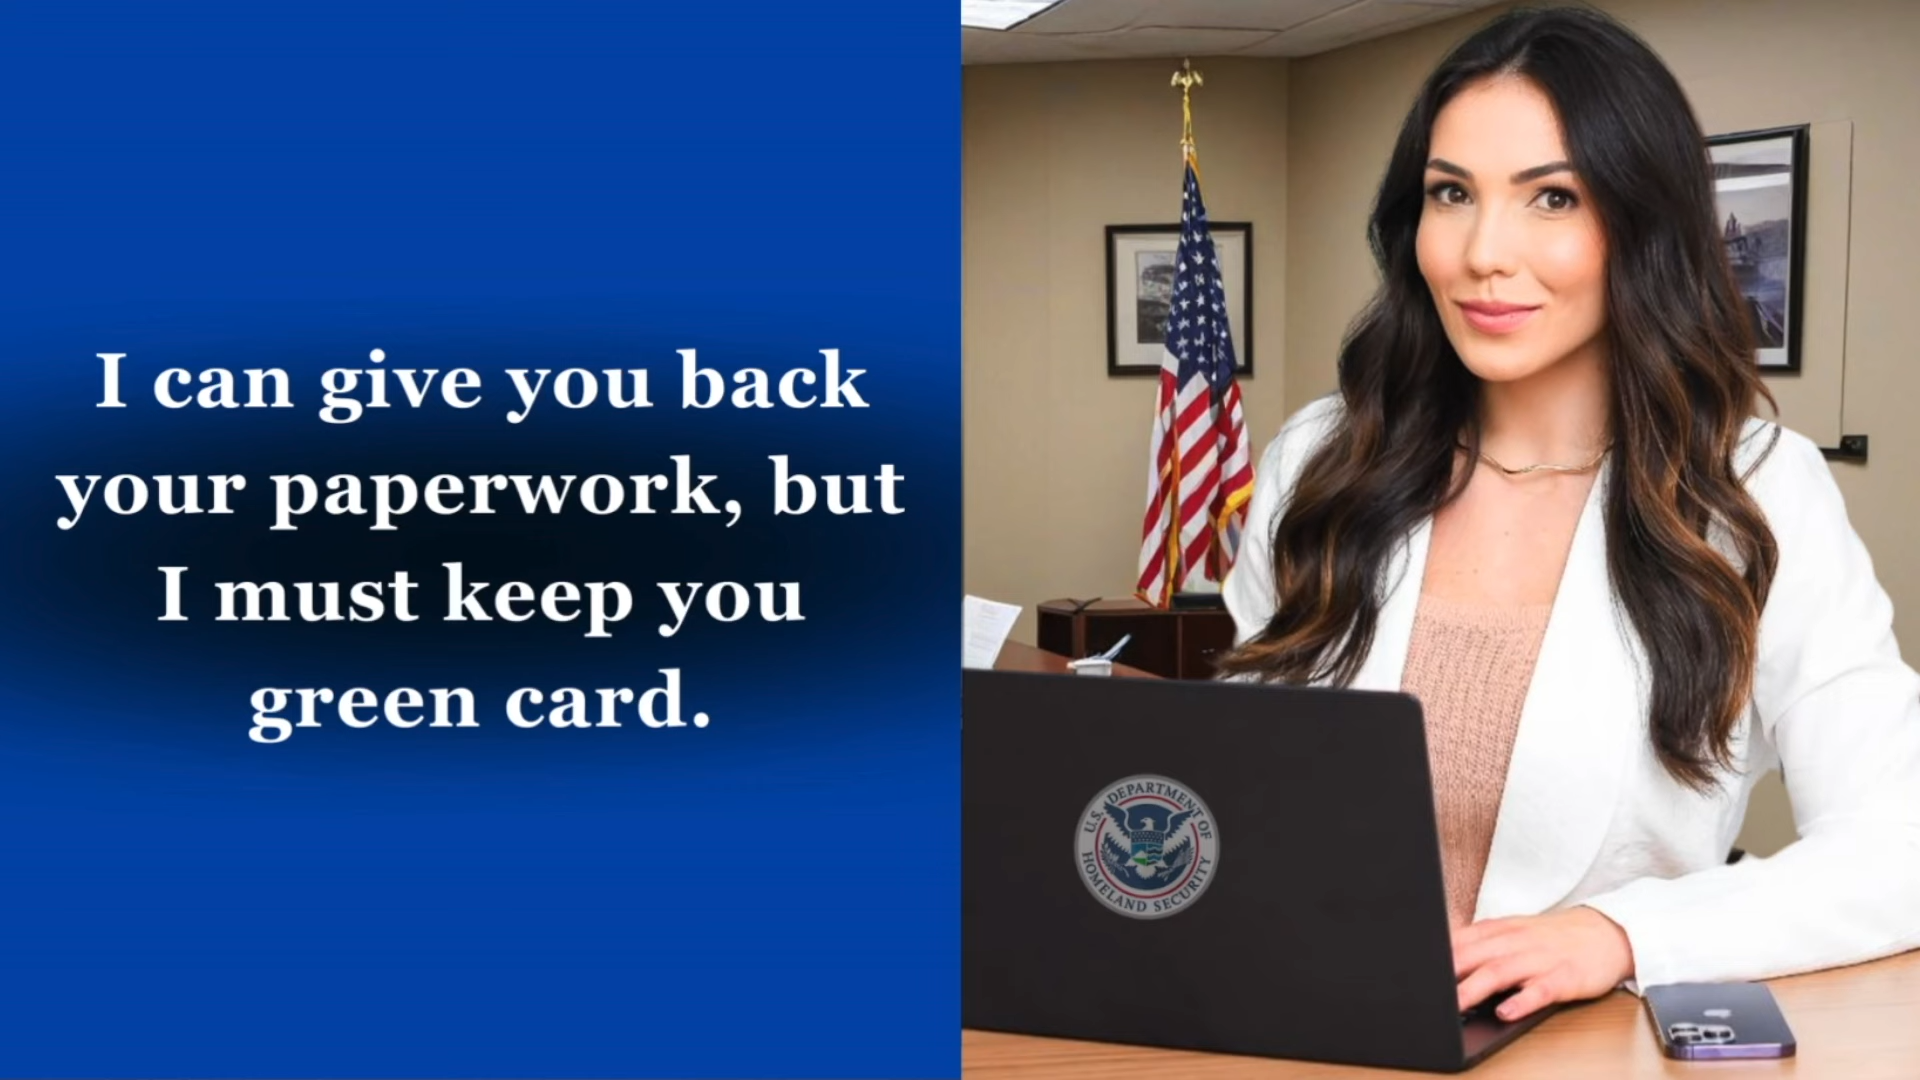 I can give you back
your paperwork, but
I must keep you
green card.
U.S. DEPARTMENT OF
HOMELAND SECURITY